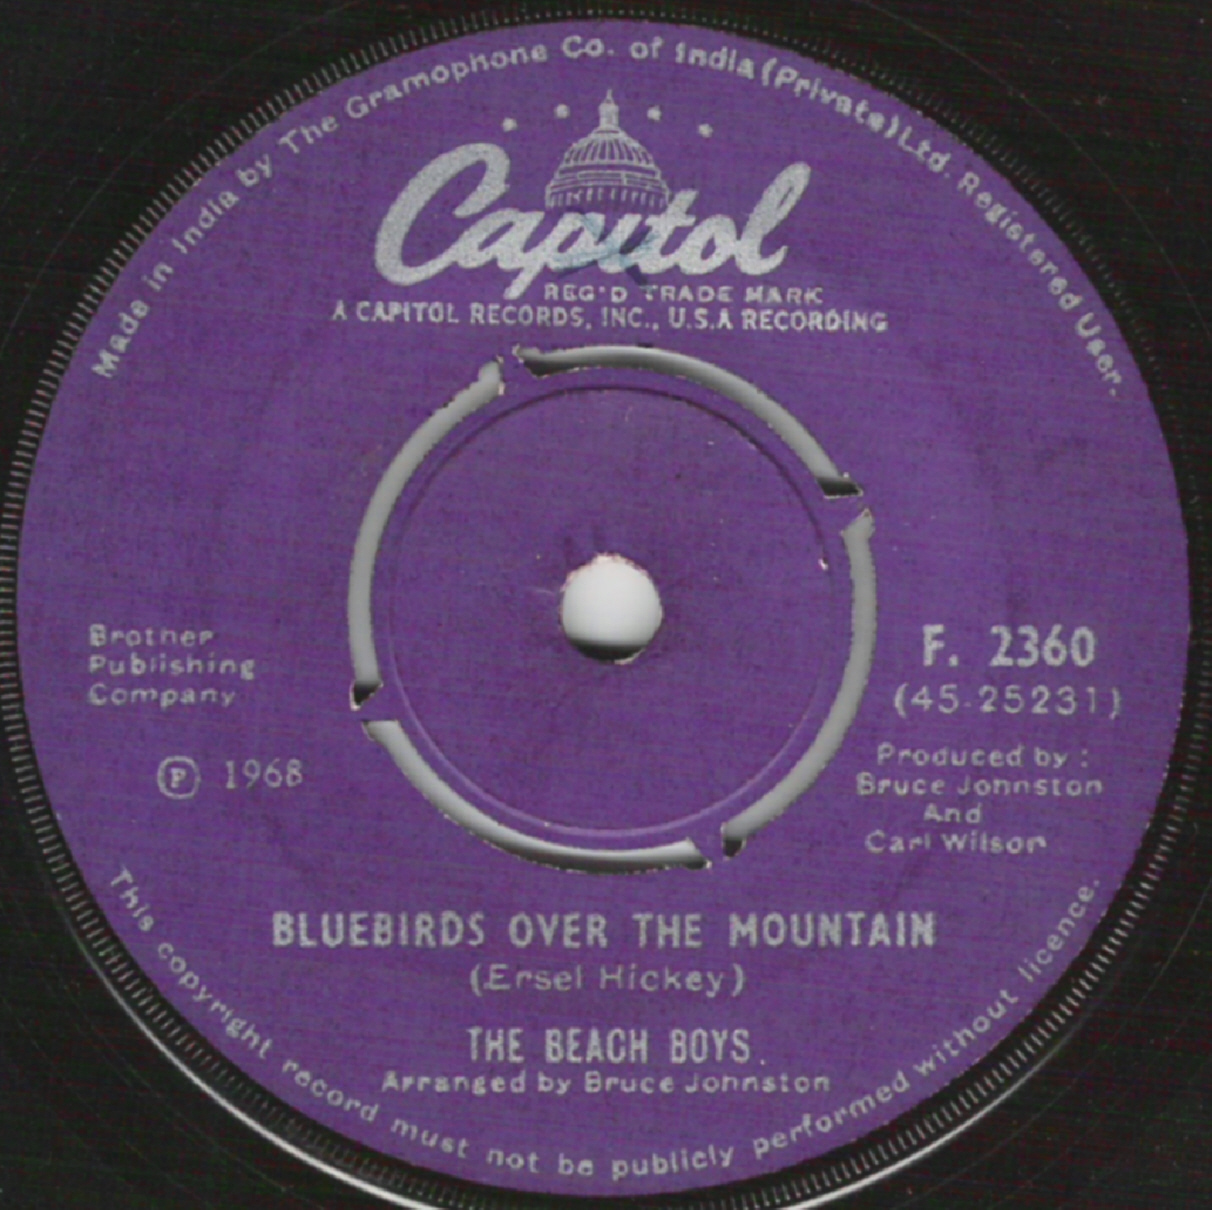 Made in India by The Gramophone Co. of India (Private) Ltd. Registered User.
Capitol
REG'D TRADE MARK
A CAPITOL RECORDS, INC., U.S.A RECORDING
Brother
Publishing
Company
Ⓟ 1968
F. 2360
(45-25231)
Produced by :
Bruce Johnston
And
Carl Wilson
BLUEBIRDS OVER THE MOUNTAIN
(Ersel Hickey)
THE BEACH BOYS.
Arranged by Bruce Johnston
This copyright record must not be publicly performed without licence.